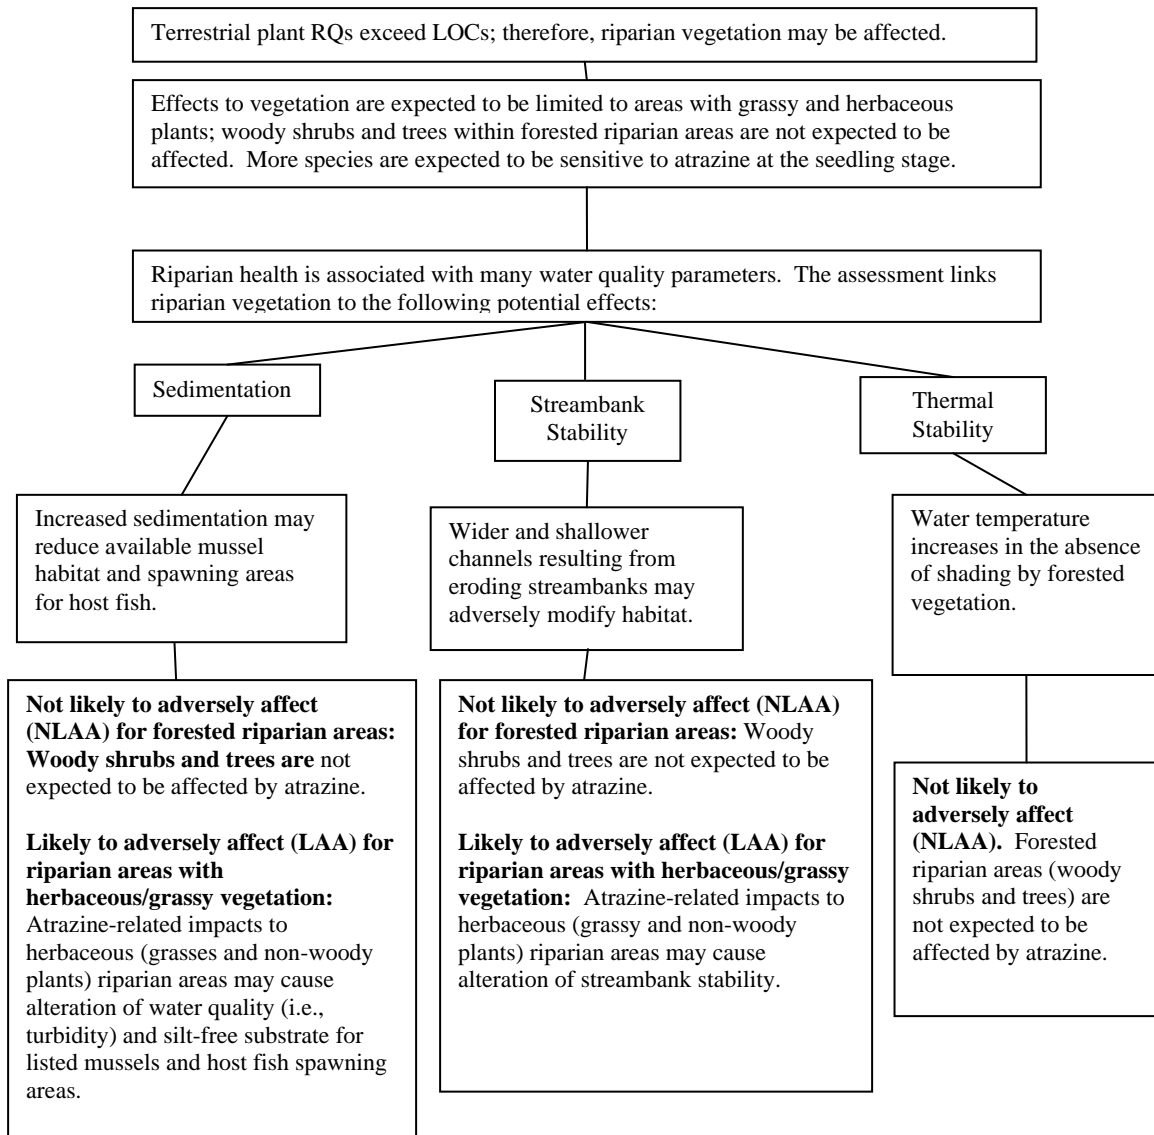 Terrestrial plant RQs exceed LOCs; therefore, riparian vegetation may be affected.
Effects to vegetation are expected to be limited to areas with grassy and herbaceous
plants; woody shrubs and trees within forested riparian areas are not expected to be
affected.  More species are expected to be sensitive to atrazine at the seedling stage.
Riparian health is associated with many water quality parameters.  The assessment links
riparian vegetation to the following potential effects:
Sedimentation
Streambank
Stability
Thermal
Stability
Increased sedimentation may
reduce available mussel
habitat and spawning areas
for host fish.
Wider and shallower
channels resulting from
eroding streambanks may
adversely modify habitat.
Water temperature
increases in the absence
of shading by forested
vegetation.
Not likely to adversely affect
(NLAA) for forested riparian areas:
Woody shrubs and trees are not
expected to be affected by atrazine.
Likely to adversely affect (LAA) for
riparian areas with
herbaceous/grassy vegetation:
Atrazine-related impacts to
herbaceous (grasses and non-woody
plants) riparian areas may cause
alteration of water quality (i.e.,
turbidity) and silt-free substrate for
listed mussels and host fish spawning
areas.
Not likely to adversely affect (NLAA)
for forested riparian areas: Woody
shrubs and trees are not expected to be
affected by atrazine.
Likely to adversely affect (LAA) for
riparian areas with herbaceous/grassy
vegetation:  Atrazine-related impacts to
herbaceous (grassy and non-woody
plants) riparian areas may cause
alteration of streambank stability.
Not likely to
adversely affect
(NLAA).  Forested
riparian areas (woody
shrubs and trees) are
not expected to be
affected by atrazine.